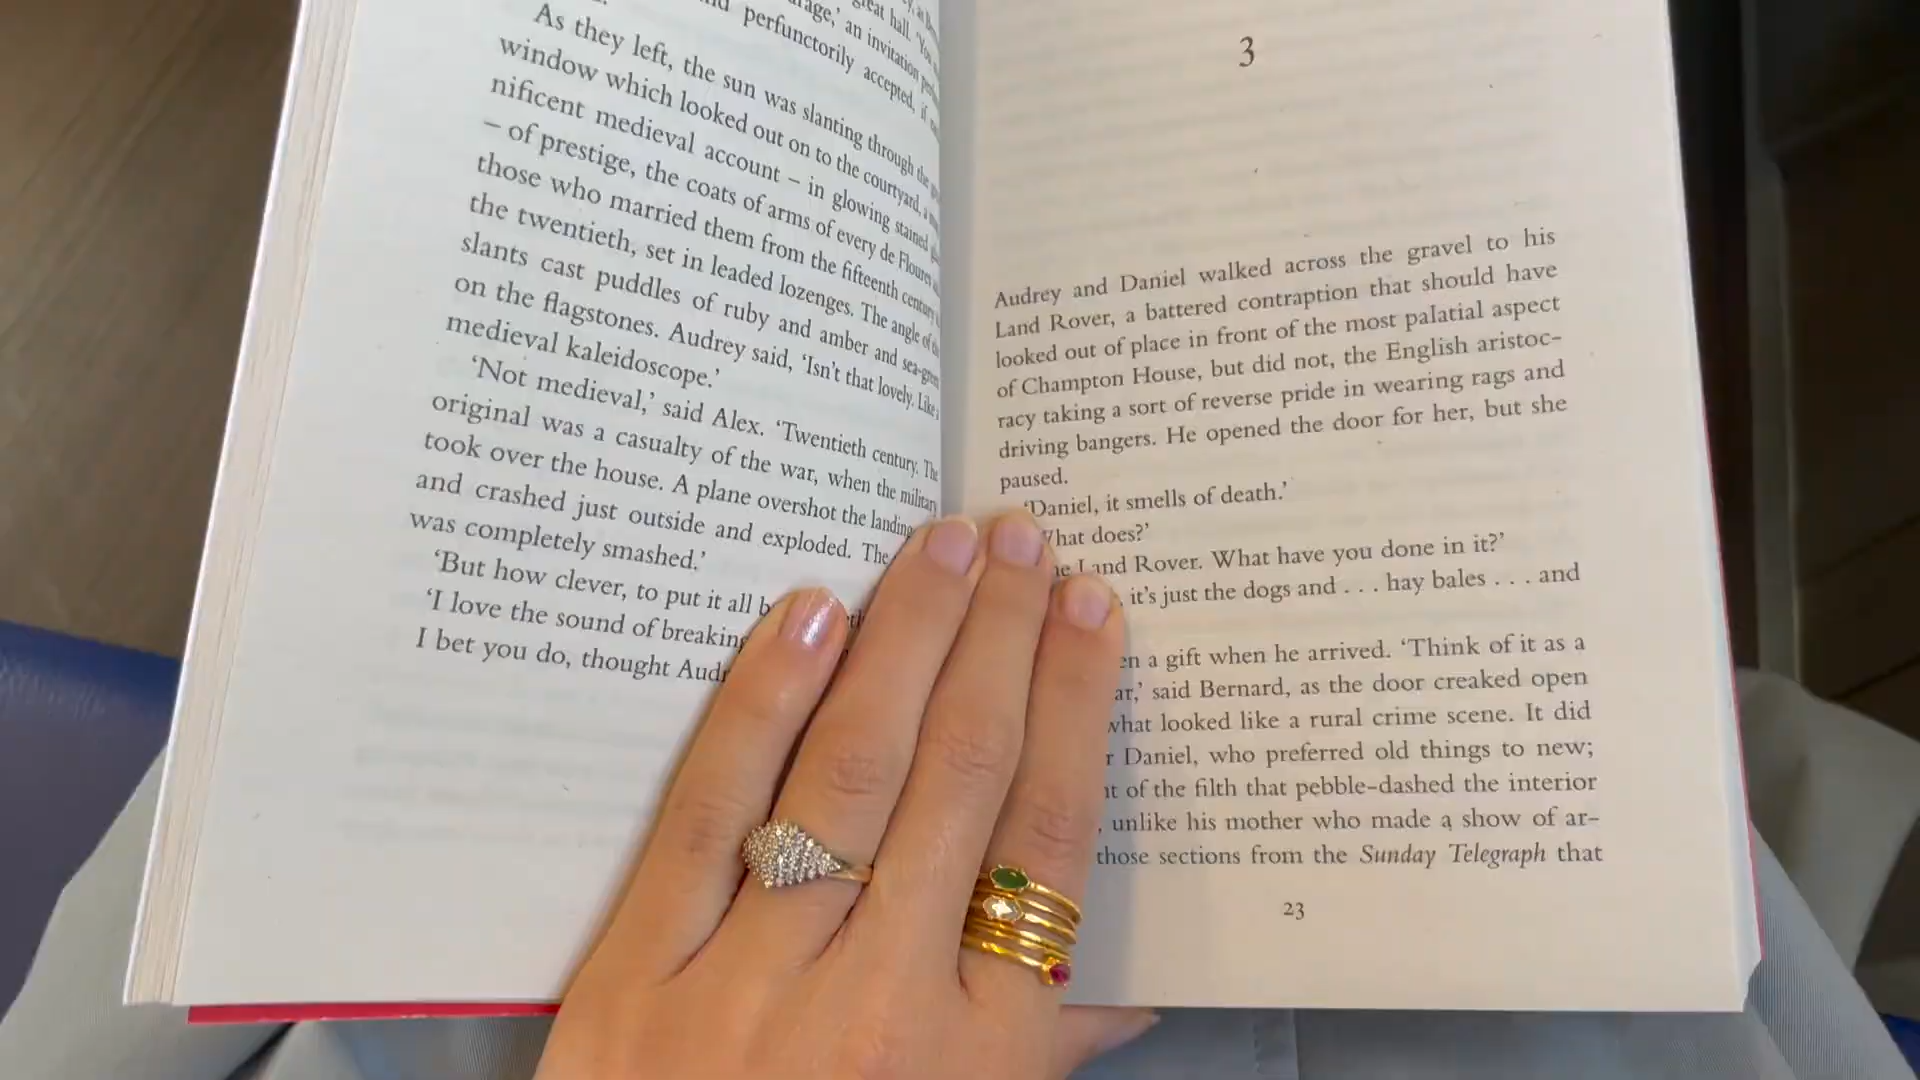 great hall. 'You
rage,' an invitation
perfunctorily accepted, if
As they left, the sun was slanting through the
window which looked out on to the courtyard, a
nificent medieval account – in glowing stained
– of prestige, the coats of arms of every de Floures
those who married them from the fifteenth century
the twentieth, set in leaded lozenges. The angle of
slants cast puddles of ruby and amber and sea-green
on the flagstones. Audrey said, 'Isn't that lovely. Like a
medieval kaleidoscope.'
'Not medieval,' said Alex. 'Twentieth century. The
original was a casualty of the war, when the military
took over the house. A plane overshot the landing
and crashed just outside and exploded. The
was completely smashed.'
'But how clever, to put it all
'I love the sound of breaking
I bet you do, thought
3
Audrey and Daniel walked across the gravel to his
Land Rover, a battered contraption that should have
looked out of place in front of the most palatial aspect
of Champton House, but did not, the English aristoc-
racy taking a sort of reverse pride in wearing rags and
driving bangers. He opened the door for her, but she
paused.
'Daniel, it smells of death.'
What does?'
Land Rover. What have you done in it?'
it's just the dogs and . . . hay bales . . . and
a gift when he arrived. 'Think of it as a
said Bernard, as the door creaked open
what looked like a rural crime scene. It did
Daniel, who preferred old things to new;
of the filth that pebble-dashed the interior
, unlike his mother who made a show of ar-
those sections from the Sunday Telegraph that
23